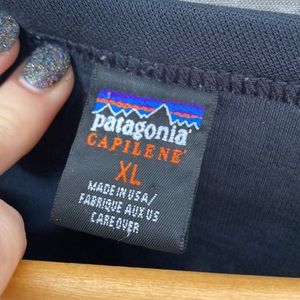 patagonia®
CAPILENE®
XL
MADE IN USA/
FABRIQUE AUX US
CARE OVER